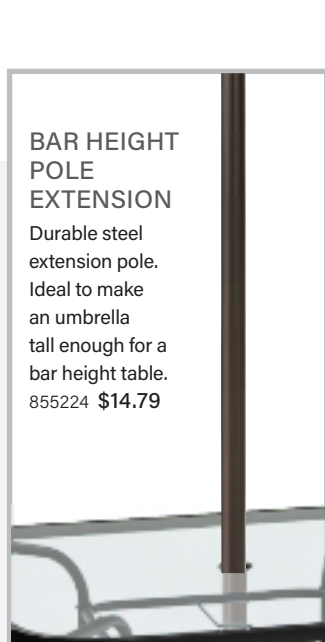 BAR HEIGHT
POLE
EXTENSION
Durable steel
extension pole.
Ideal to make
an umbrella
tall enough for a
bar height table.
855224 $14.79